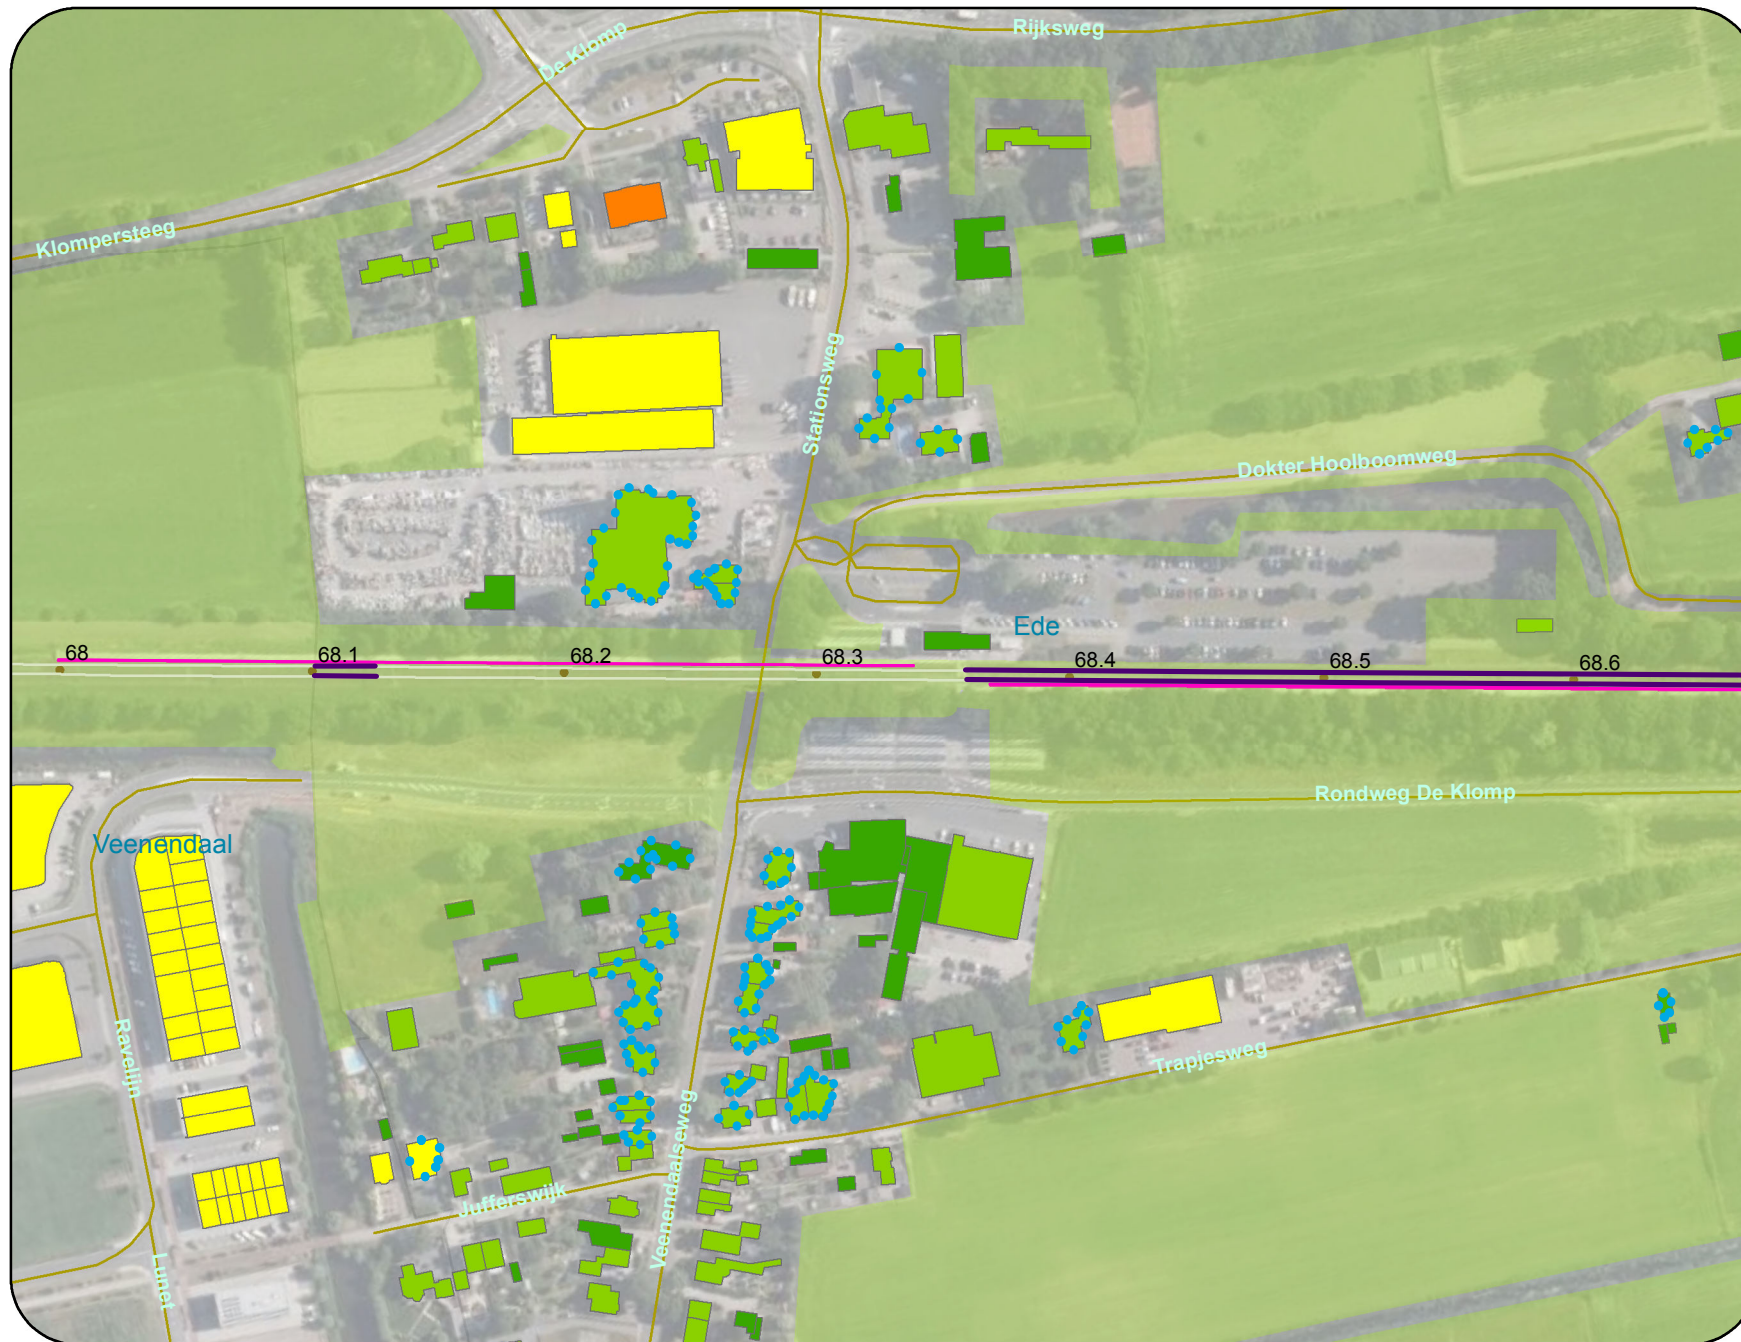 De Klomp
Rijksweg
Klompersteeg
Stationsweg
Dokter Hoolboomweg
Ede
68
68.1
68.2
68.3
68.4
68.5
68.6
Rondweg De Klomp
Veenendaal
Ravelijn
Trapjesweg
Veenendaalseweg
Jufferswijk
Lunet